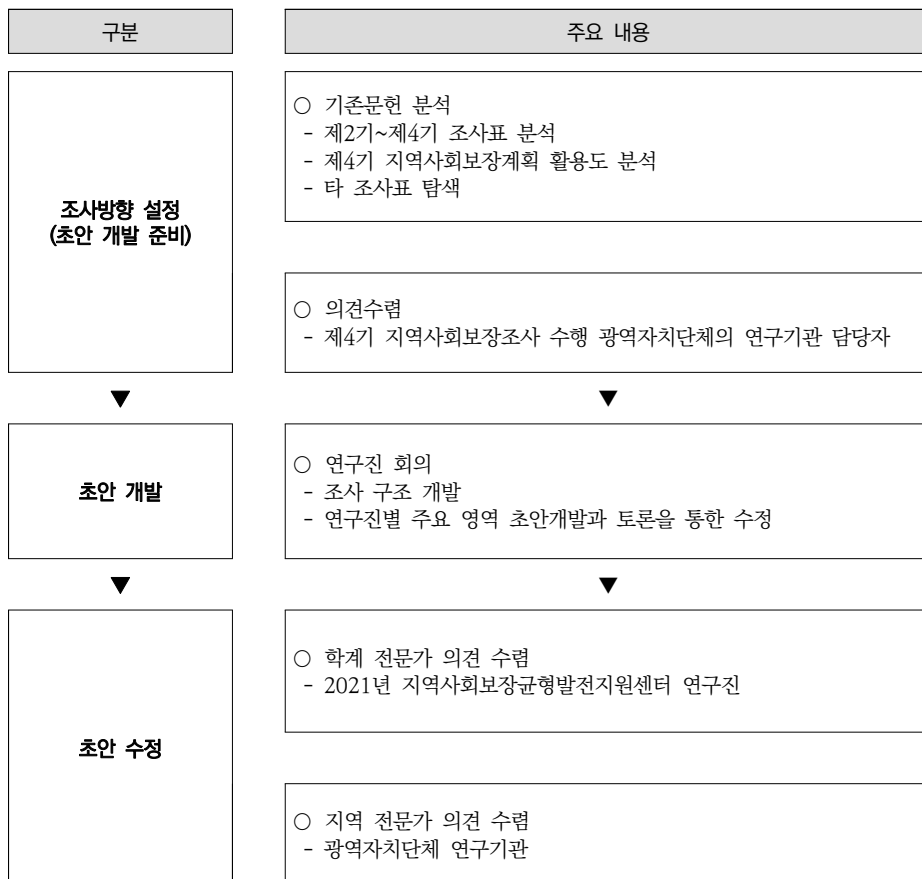 구분
주요 내용
조사방향 설정
(초안 개발 준비)
○ 기존문헌 분석
- 제2기~제4기 조사표 분석
- 제4기 지역사회보장계획 활용도 분석
- 타 조사표 탐색
○ 의견수렴
- 제4기 지역사회보장조사 수행 광역자치단체의 연구기관 담당자
▼
▼
초안 개발
○ 연구진 회의
- 조사 구조 개발
- 연구진별 주요 영역 초안개발과 토론을 통한 수정
▼
▼
초안 수정
○ 학계 전문가 의견 수렴
- 2021년 지역사회보장균형발전지원센터 연구진
○ 지역 전문가 의견 수렴
- 광역자치단체 연구기관